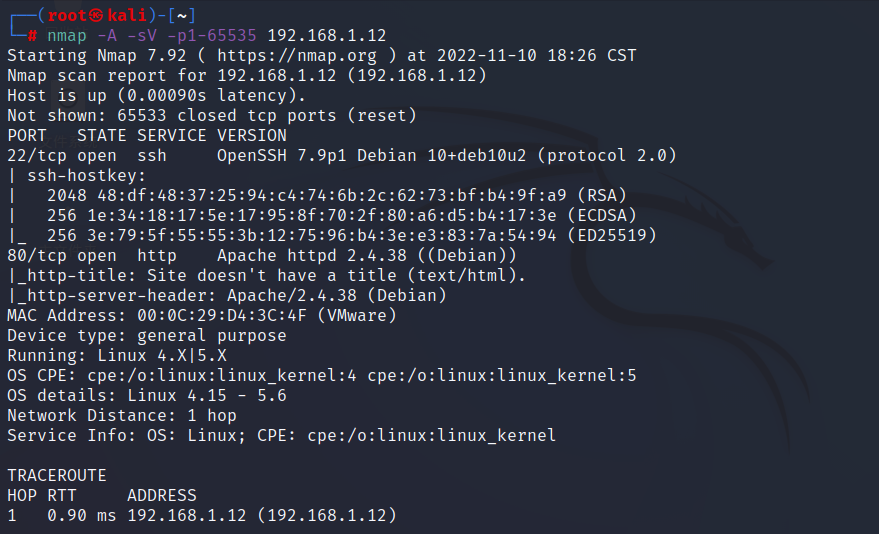 ┌──(root㉿kali)-[~]
└─# nmap -A -sV -p1-65535 192.168.1.12
Starting Nmap 7.92 ( https://nmap.org ) at 2022-11-10 18:26 CST
Nmap scan report for 192.168.1.12 (192.168.1.12)
Host is up (0.00090s latency).
Not shown: 65533 closed tcp ports (reset)
PORT   STATE SERVICE VERSION
22/tcp open  ssh     OpenSSH 7.9p1 Debian 10+deb10u2 (protocol 2.0)
| ssh-hostkey:
|   2048 48:df:48:37:25:94:c4:74:6b:2c:62:73:bf:b4:9f:a9 (RSA)
|   256 1e:34:18:17:5e:17:95:8f:70:2f:80:a6:d5:b4:17:3e (ECDSA)
|_  256 3e:79:5f:55:55:3b:12:75:96:b4:3e:e3:83:7a:54:94 (ED25519)
80/tcp open  http    Apache httpd 2.4.38 ((Debian))
|_http-title: Site doesn't have a title (text/html).
|_http-server-header: Apache/2.4.38 (Debian)
MAC Address: 00:0C:29:D4:3C:4F (VMware)
Device type: general purpose
Running: Linux 4.X|5.X
OS CPE: cpe:/o:linux:linux_kernel:4 cpe:/o:linux:linux_kernel:5
OS details: Linux 4.15 - 5.6
Network Distance: 1 hop
Service Info: OS: Linux; CPE: cpe:/o:linux:linux_kernel

TRACEROUTE
HOP RTT     ADDRESS
1   0.90 ms 192.168.1.12 (192.168.1.12)